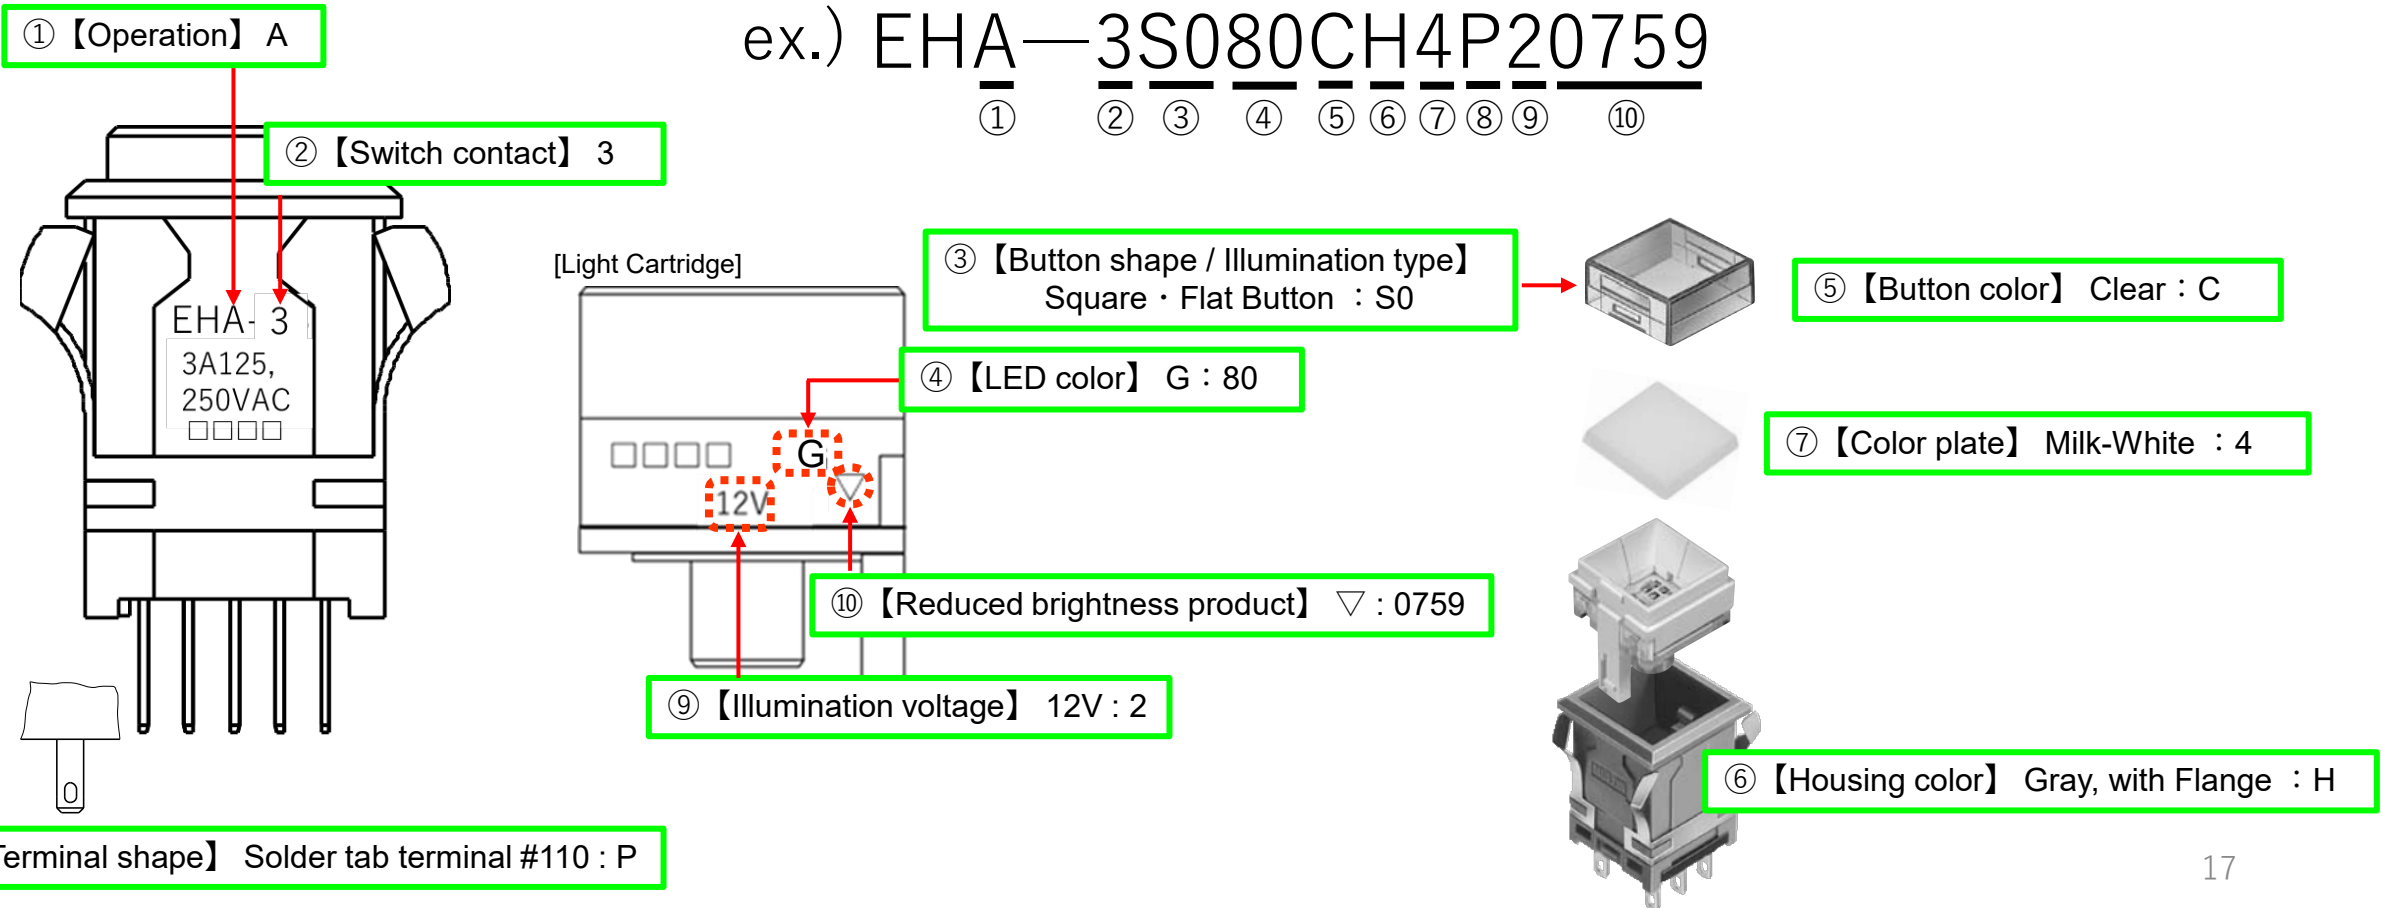 ①【Operation】 A
ex.) EHA—3S080CH4P20759
① ② ③ ④ ⑤ ⑥ ⑦ ⑧ ⑨ ⑩
②【Switch contact】 3
EHA- 3
3A125,
250VAC
□□□□
[Light Cartridge]
③【Button shape / Illumination type】
Square・Flat Button ：S0
⑤【Button color】 Clear：C
④【LED color】 G：80
□□□□ G
▽
12V
⑦【Color plate】 Milk-White ：4
⑩【Reduced brightness product】 ▽ : 0759
⑨【Illumination voltage】 12V : 2
⑥【Housing color】 Gray, with Flange ：H
shape】 Solder tab terminal #110 : P
17